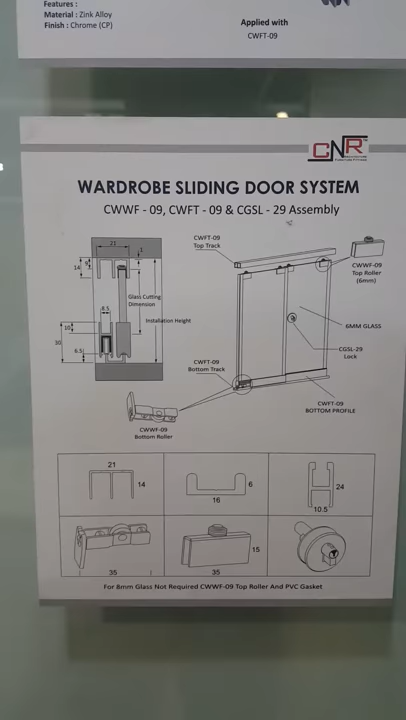 Features :
Material : Zink Alloy
Finish : Chrome (CP)
Applied with
CWFT-09
CNR
WARDROBE SLIDING DOOR SYSTEM
CWWF - 09, CWFT - 09 & CGSL - 29 Assembly
CWFT-09
Top Track
CWWF-09
Top Roller
(6mm)
21
1
14
9
8.5
Glass Cutting
Dimension
Installation Height
10
30
6.5
6MM GLASS
CGSL-29
Lock
CWFT-09
Bottom Track
CWFT-09
BOTTOM PROFILE
CWWF-09
Bottom Roller
21
14
6
16
24
10.5
35
15
35
For 8mm Glass Not Required CWWF-09 Top Roller And PVC Gasket